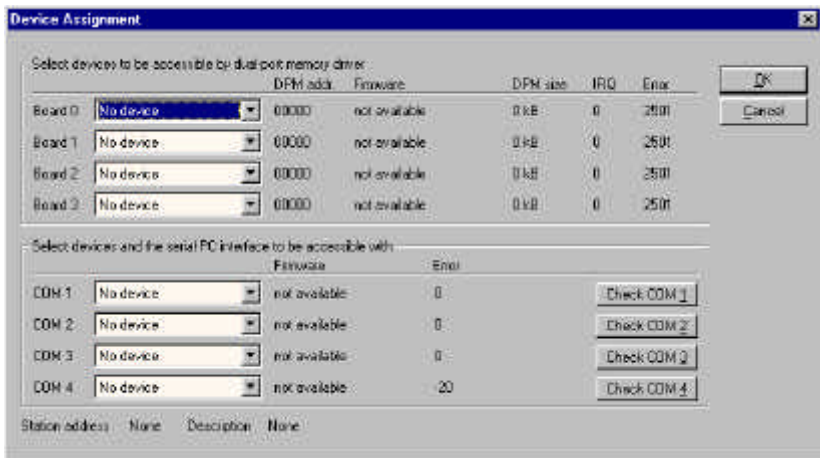 Device Assignment
Select devices to be accessible by dual-port memory driver
DPM addr. Firmware DPM size IRQ Error
Board 0 No device 00000 not available 0 kB 0 2501
Board 1 No device 00000 not available 0 kB 0 2501
Board 2 No device 00000 not available 0 kB 0 2501
Board 3 No device 00000 not available 0 kB 0 2501
OK
Cancel
Select devices and the serial PC interface to be accessible with
Firmware Error
COM 1 No device not available 0 Check COM 1
COM 2 No device not available 0 Check COM 2
COM 3 No device not available 0 Check COM 3
COM 4 No device not available -20 Check COM 4
Station address None Description None